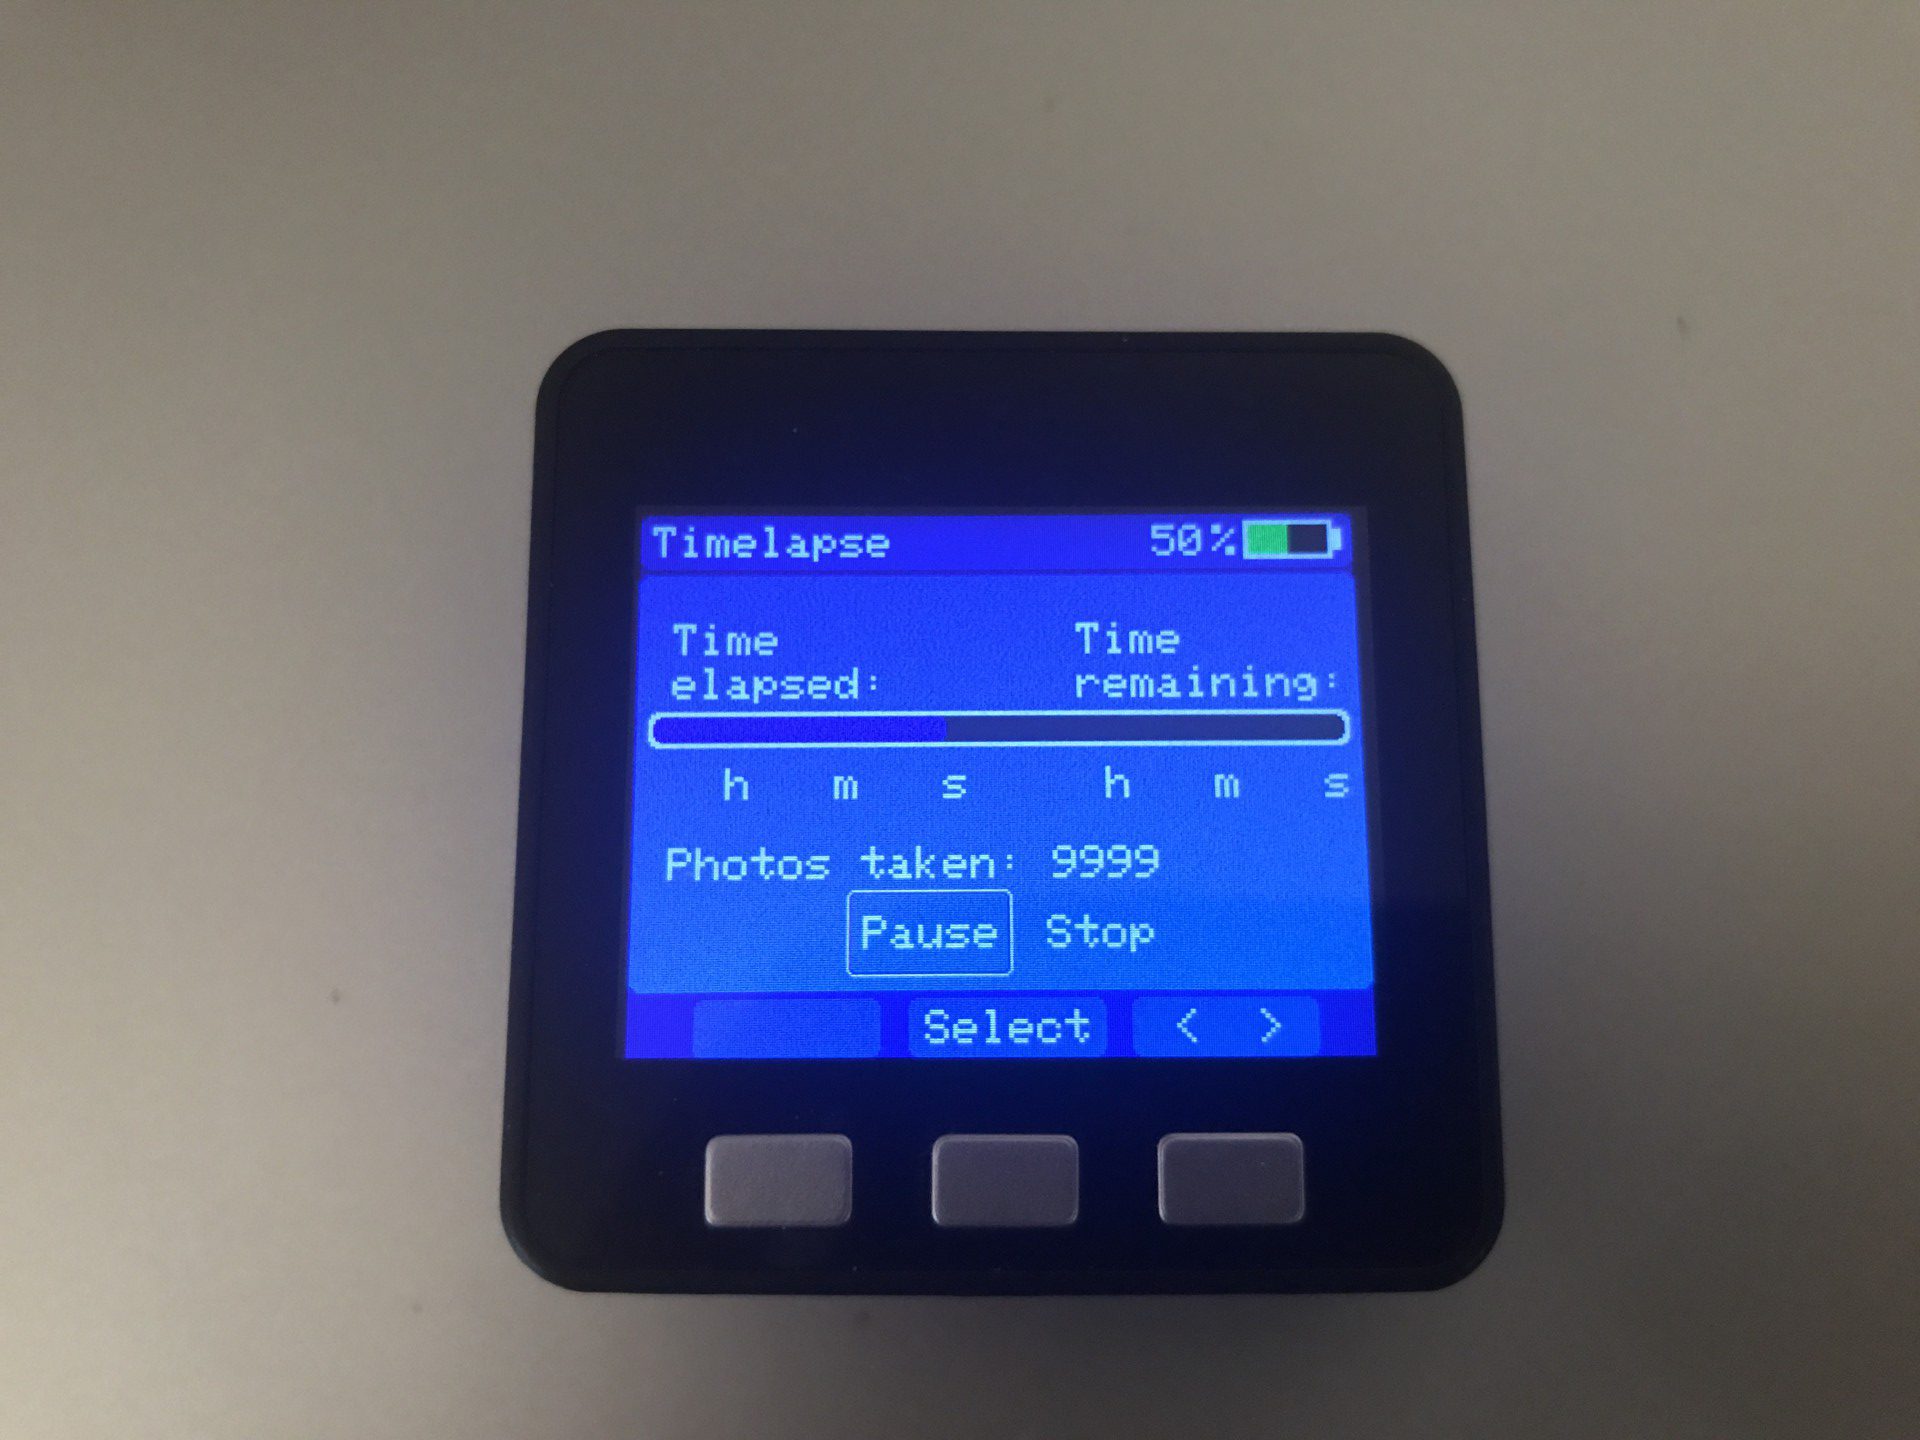 Timelapse 50%
Time Time
elapsed: remaining:
h m s h m s
Photos taken: 9999
Pause Stop
Select < >